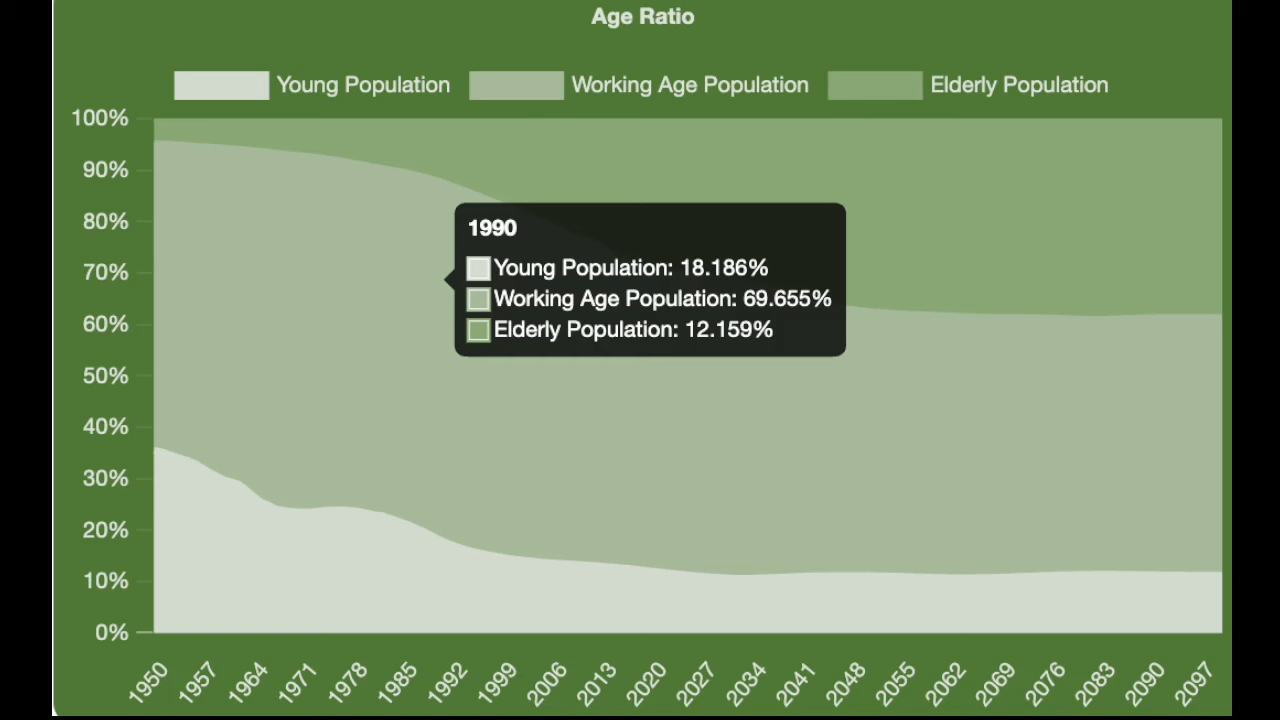 Age Ratio
Young Population Working Age Population Elderly Population
100%
90%
80%
70%
60%
50%
40%
30%
20%
10%
0%
1990
Young Population: 18.186%
Working Age Population: 69.655%
Elderly Population: 12.159%
1950 1957 1964 1971 1978 1985 1992 1999 2006 2013 2020 2027 2034 2041 2048 2055 2062 2069 2076 2083 2090 2097